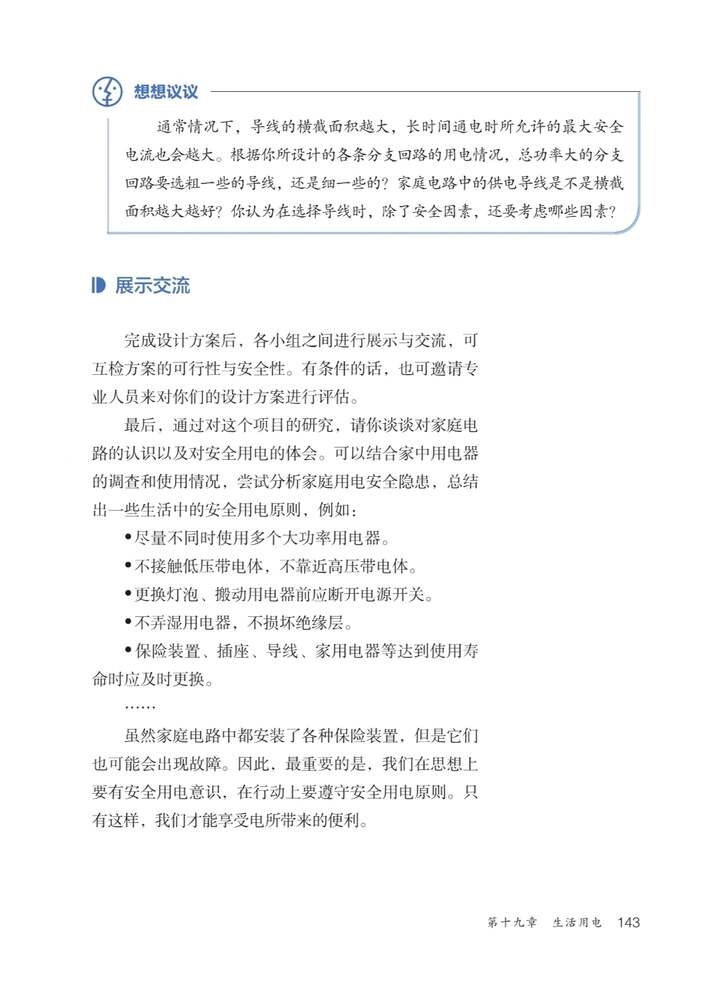 想想议议
通常情况下，导线的横截面积越大，长时间通电时所允许的最大安全
电流也会越大。根据你所设计的各条分支回路的用电情况，总功率大的分支
回路要选粗一些的导线，还是细一些的？家庭电路中的供电导线是不是横截
面积越大越好？你认为在选择导线时，除了安全因素，还要考虑哪些因素？
展示交流
完成设计方案后，各小组之间进行展示与交流，可
互检方案的可行性与安全性。有条件的话，也可邀请专
业人员来对你们的设计方案进行评估。
最后，通过对这个项目的研究，请你谈谈对家庭电
路的认识以及对安全用电的体会。可以结合家中用电器
的调查和使用情况，尝试分析家庭用电安全隐患，总结
出一些生活中的安全用电原则，例如：
•尽量不同时使用多个大功率用电器。
•不接触低压带电体，不靠近高压带电体。
•更换灯泡、搬动用电器前应断开电源开关。
•不弄湿用电器，不损坏绝缘层。
•保险装置、插座、导线、家用电器等达到使用寿
命时应及时更换。
……
虽然家庭电路中都安装了各种保险装置，但是它们
也可能会出现故障。因此，最重要的是，我们在思想上
要有安全用电意识，在行动上要遵守安全用电原则。只
有这样，我们才能享受电所带来的便利。
第十九章 生活用电 143